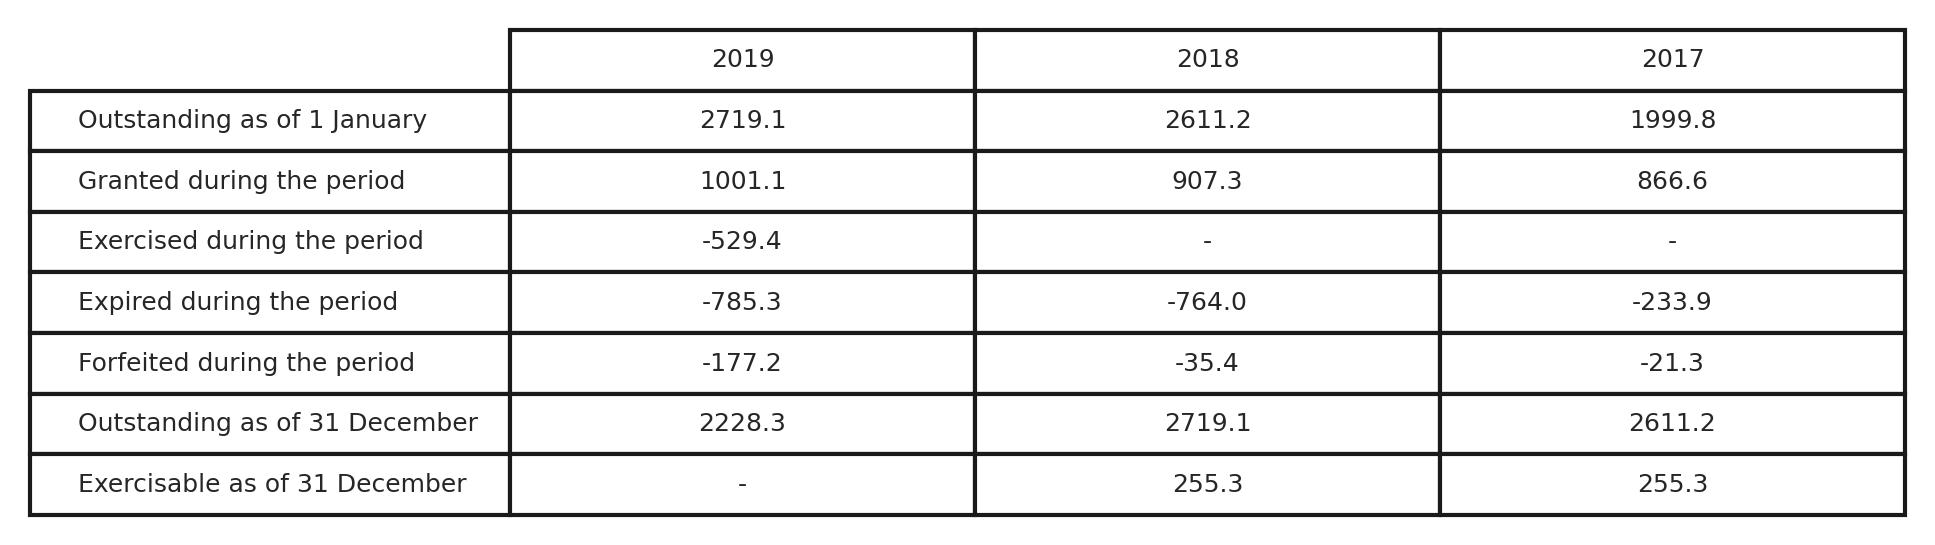 2019 2018 2017
Outstanding as of 1 January 2719.1 2611.2 1999.8
Granted during the period 1001.1 907.3 866.6
Exercised during the period -529.4 - -
Expired during the period -785.3 -764.0 -233.9
Forfeited during the period -177.2 -35.4 -21.3
Outstanding as of 31 December 2228.3 2719.1 2611.2
Exercisable as of 31 December - 255.3 255.3